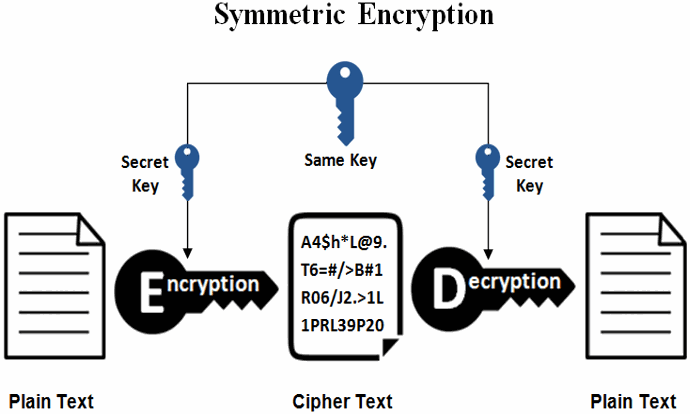 Symmetric Encryption
Secret
Key
Same Key
Secret
Key
Encryption
A4$h*L@9.
T6=#/>B#1
R06/J2.>1L
1PRL39P20
Decryption
Plain Text
Cipher Text
Plain Text